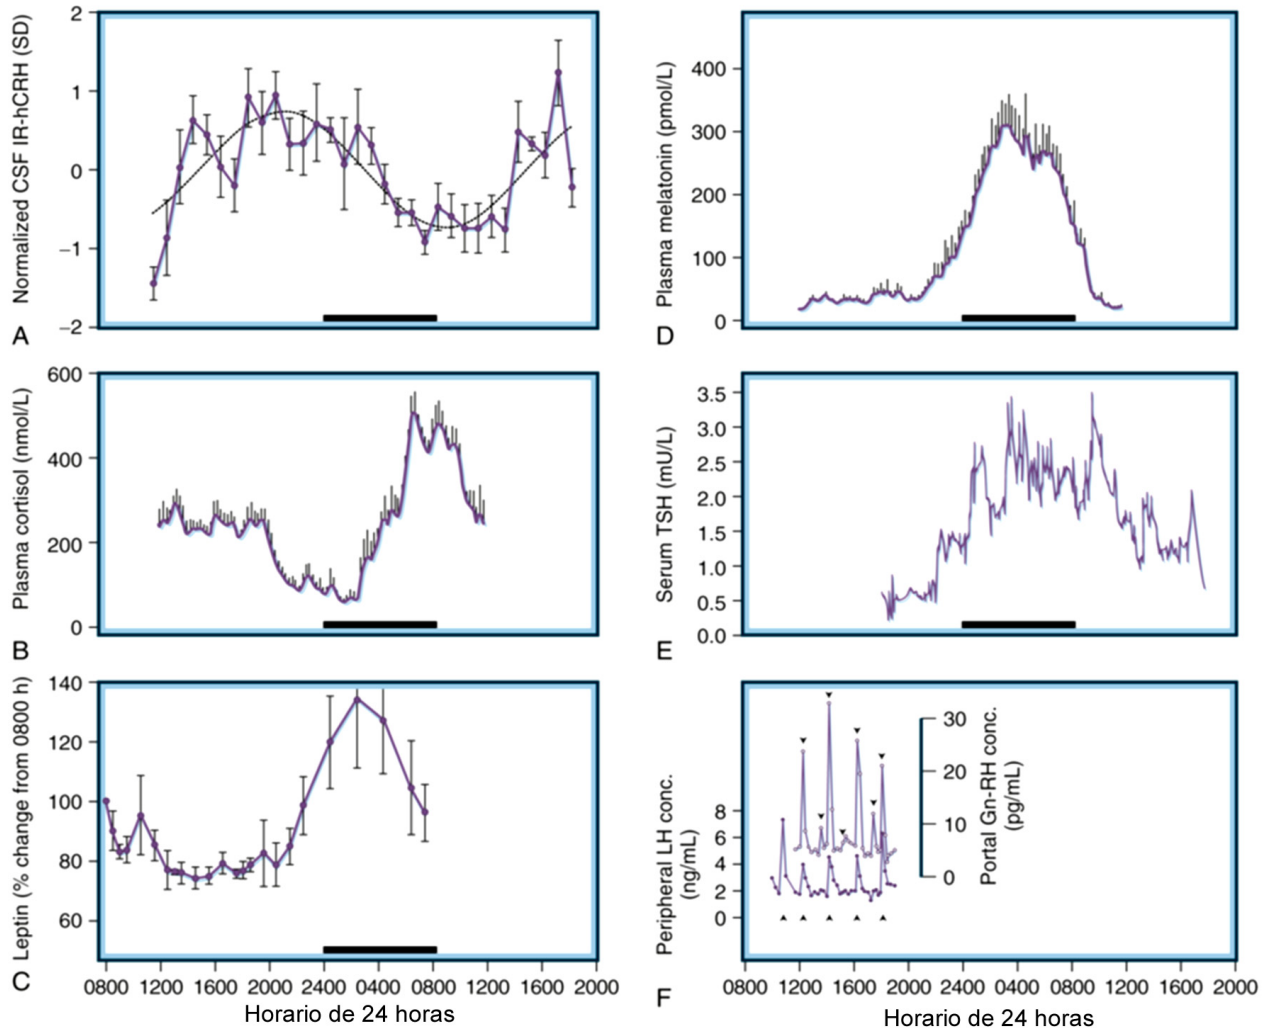 Normalized CSF IR-hCRH (SD)
2
1
0
−1
−2
A
Plasma cortisol (nmol/L)
600
400
200
0
B
Leptin (% change from 0800 h)
140
120
100
80
60
C
0800 1200 1600 2000 2400 0400 0800 1200 1600 2000
Horario de 24 horas
Plasma melatonin (pmol/L)
400
300
200
100
0
D
Serum TSH (mU/L)
3.5
3.0
2.5
2.0
1.5
1.0
0.5
0.0
E
Peripheral LH conc.
(ng/mL)
8
6
4
2
0
30
20
10
0
Portal Gn-RH conc.
(pg/mL)
F
0800 1200 1600 2000 2400 0400 0800 1200 1600 2000
Horario de 24 horas